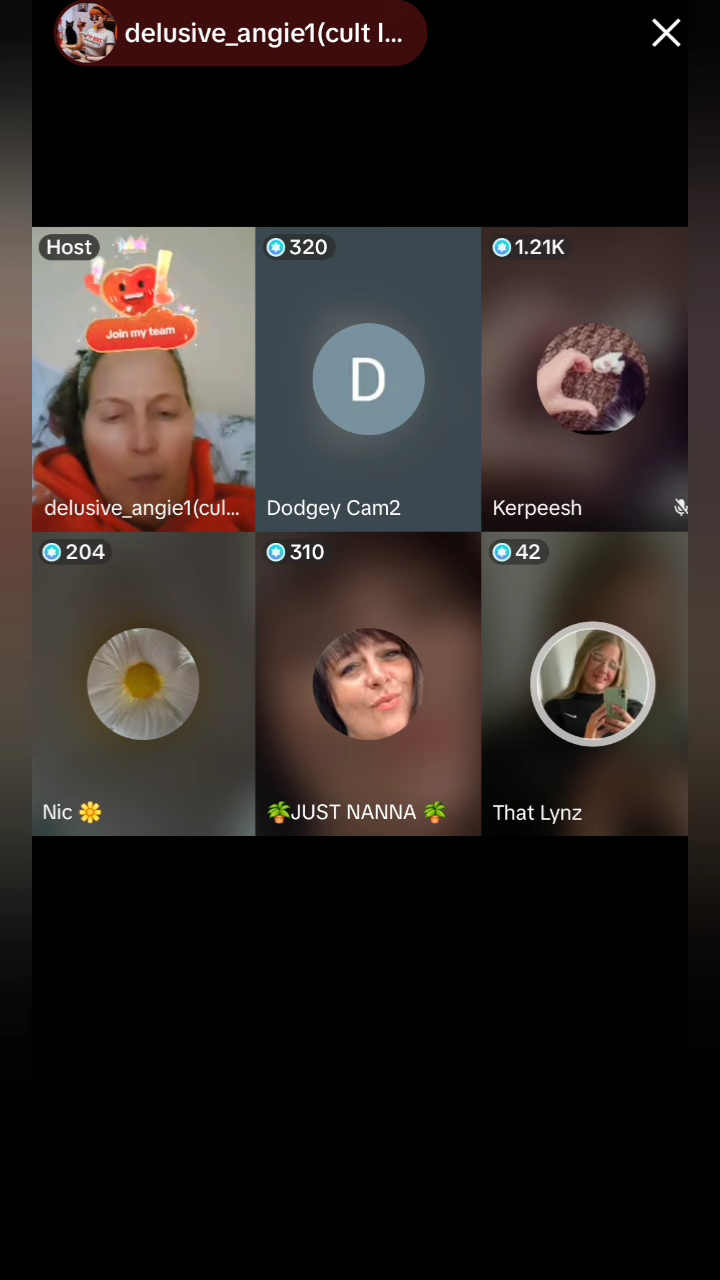 delusive_angie1(cult l...
Host
320
1.21K
Join my team
D
delusive_angie1(cul...
Dodgey Cam2
Kerpeesh
204
310
42
Nic 🌼
🪴JUST NANNA 🪴
That Lynz